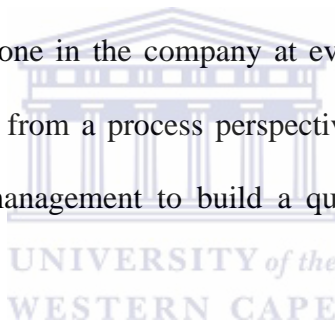 one in the company at ev
from a process perspectiv
management to build a qu
UNIVERSITY of the
WESTERN CAPE